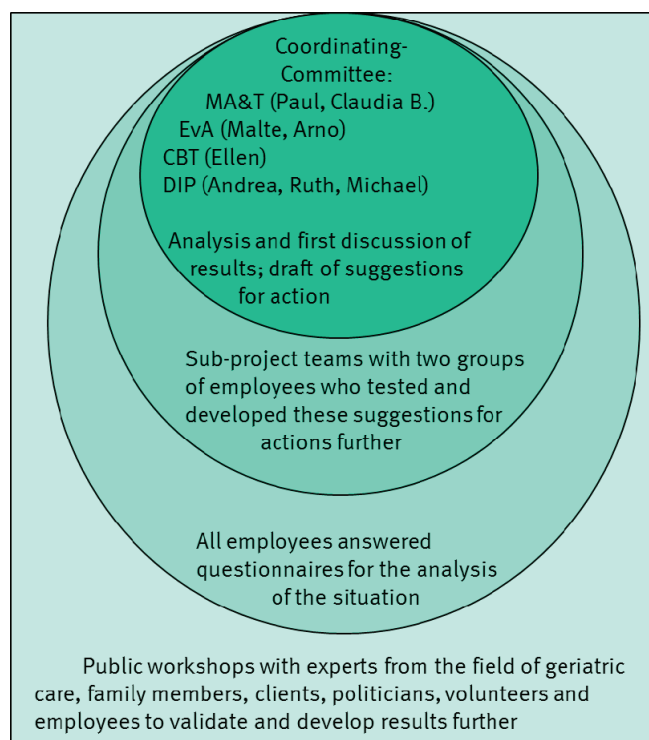 Coordinating-
Committee:
MA&T (Paul, Claudia B.)
EvA (Malte, Arno)
CBT (Ellen)
DIP (Andrea, Ruth, Michael)
Analysis and first discussion of
results; draft of suggestions
for action
Sub-project teams with two groups
of employees who tested and
developed these suggestions for
actions further
All employees answered
questionnaires for the analysis
of the situation
Public workshops with experts from the field of geriatric
care, family members, clients, politicians, volunteers and
employees to validate and develop results further